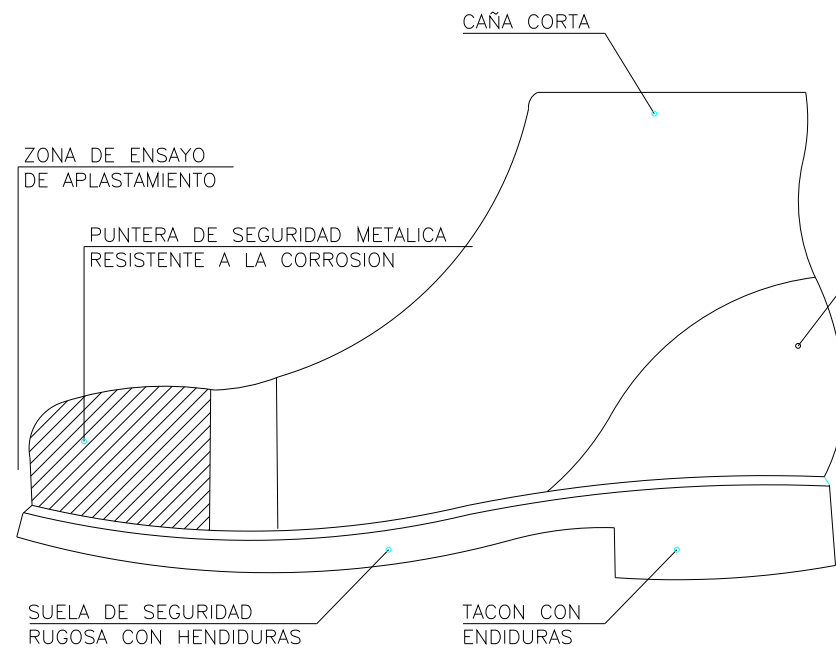 CAÑA CORTA
ZONA DE ENSAYO
DE APLASTAMIENTO
PUNTERA DE SEGURIDAD METALICA
RESISTENTE A LA CORROSION
SUELA DE SEGURIDAD
RUGOSA CON HENDIDURAS
TACON CON
ENDIDURAS